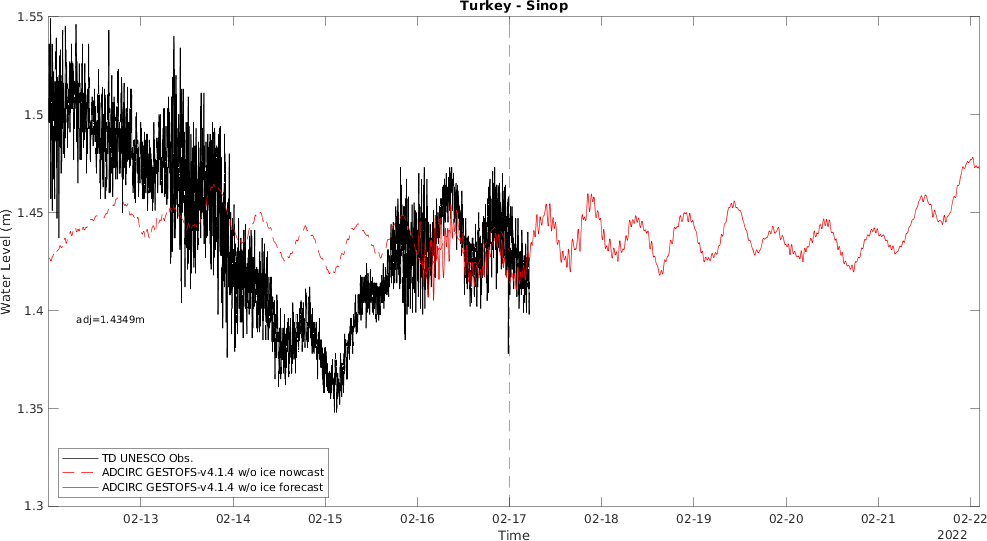 Turkey - Sinop
1.55
1.5
1.45
1.4
1.35
1.3
Water Level (m)
adj=1.4349m
TD UNESCO Obs.
ADCIRC GESTOFS-v4.1.4 w/o ice nowcast
ADCIRC GESTOFS-v4.1.4 w/o ice forecast
02-13 02-14 02-15 02-16 02-17 02-18 02-19 02-20 02-21 02-22
Time
2022